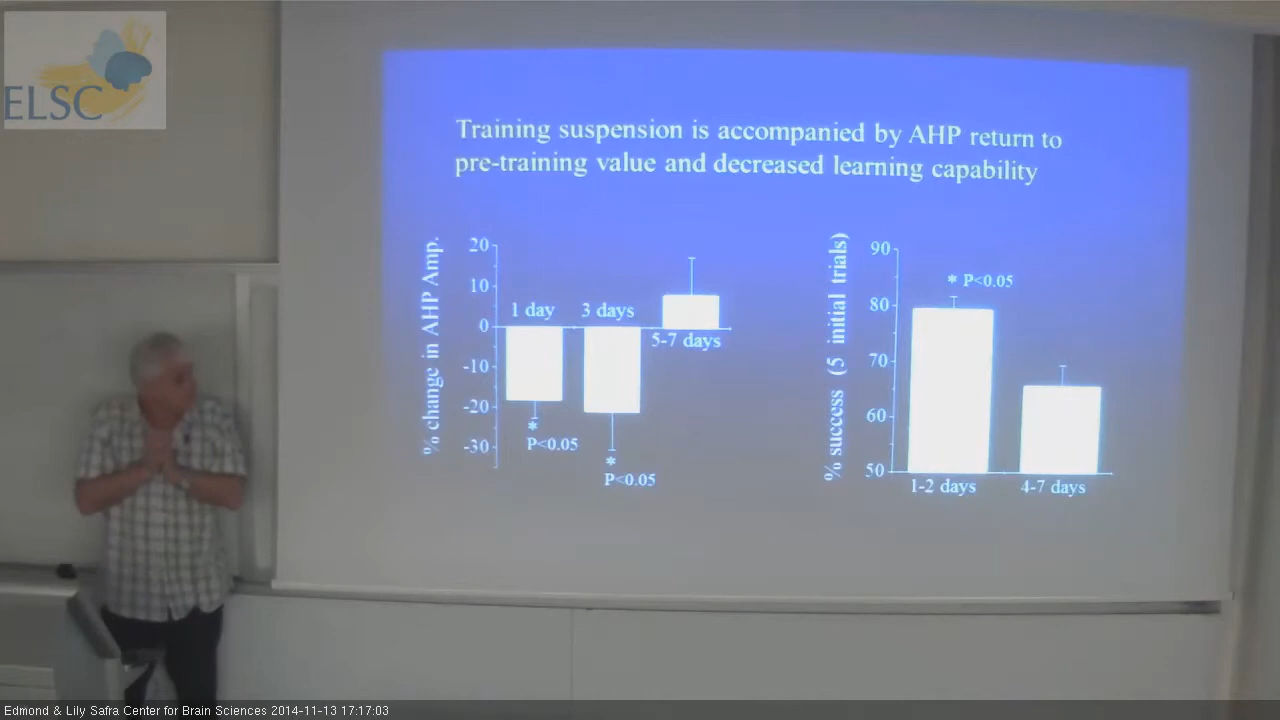 ELSC
Training suspension is accompanied by AHP return to
pre-training value and decreased learning capability
% change in AHP Amp.
20
10
0
-10
-20
-30
1 day
3 days
5-7 days
*
P<0.05
*
P<0.05
% success (5 initial trials)
90
80
70
60
50
* P<0.05
1-2 days
4-7 days
Edmond & Lily Safra Center for Brain Sciences 2014-11-13 17:17:03